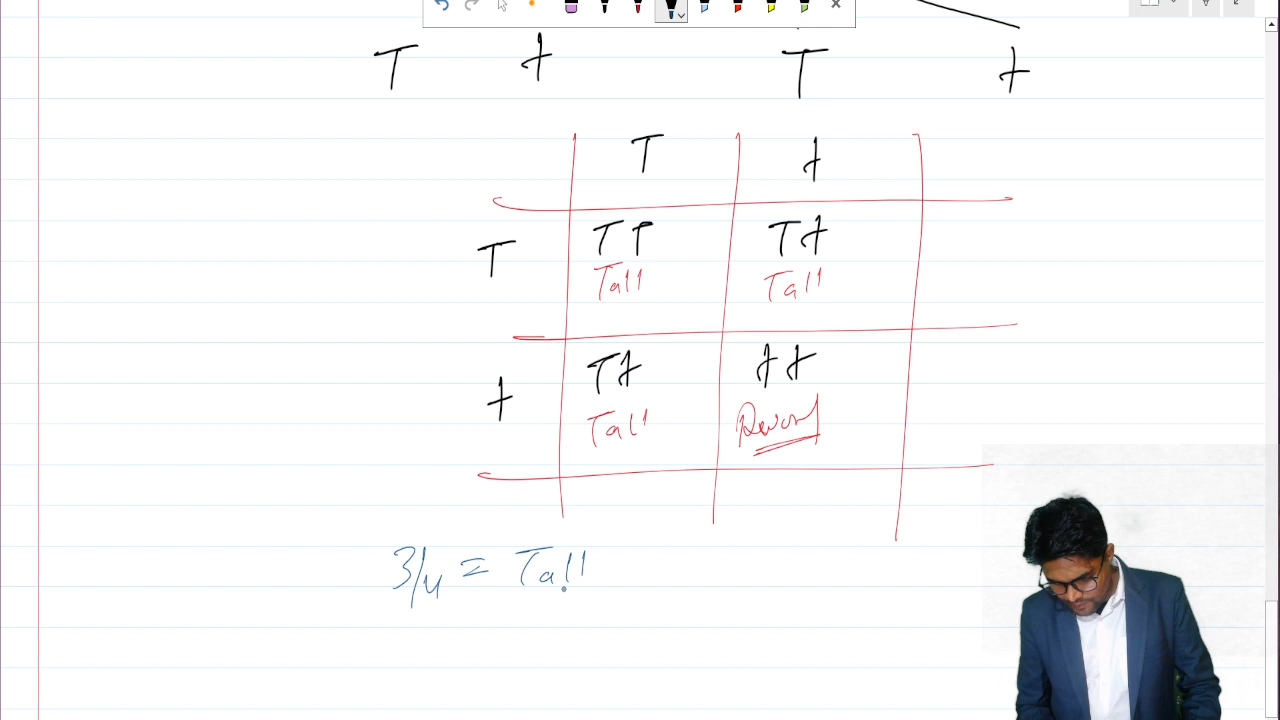 T t T t
T t
T TT Tt
Tall Tall
t Tt tt
Tall Dwarf
3/4 = Tall